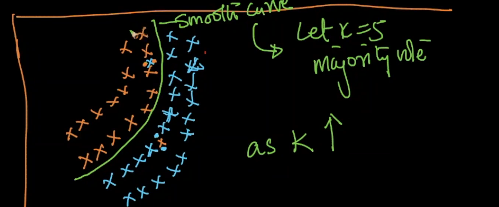 smooth curve
Let K=5
majority rule
as K ↑